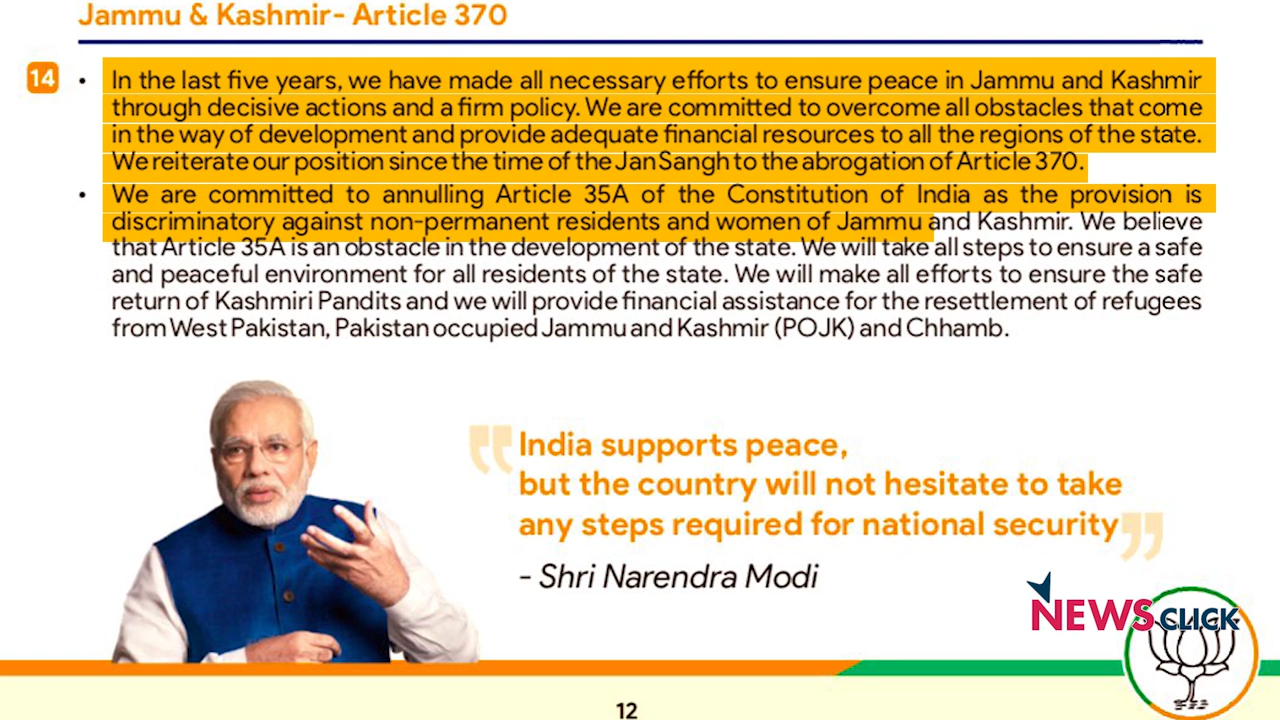 Jammu & Kashmir- Article 370
14 • In the last five years, we have made all necessary efforts to ensure peace in Jammu and Kashmir
through decisive actions and a firm policy. We are committed to overcome all obstacles that come
in the way of development and provide adequate financial resources to all the regions of the state.
We reiterate our position since the time of the Jan Sangh to the abrogation of Article 370.
• We are committed to annulling Article 35A of the Constitution of India as the provision is
discriminatory against non-permanent residents and women of Jammu and Kashmir. We believe
that Article 35A is an obstacle in the development of the state. We will take all steps to ensure a safe
and peaceful environment for all residents of the state. We will make all efforts to ensure the safe
return of Kashmiri Pandits and we will provide financial assistance for the resettlement of refugees
from West Pakistan, Pakistan occupied Jammu and Kashmir (POJK) and Chhamb.
"India supports peace,
but the country will not hesitate to take
any steps required for national security"
- Shri Narendra Modi
NEWSCLICK
12